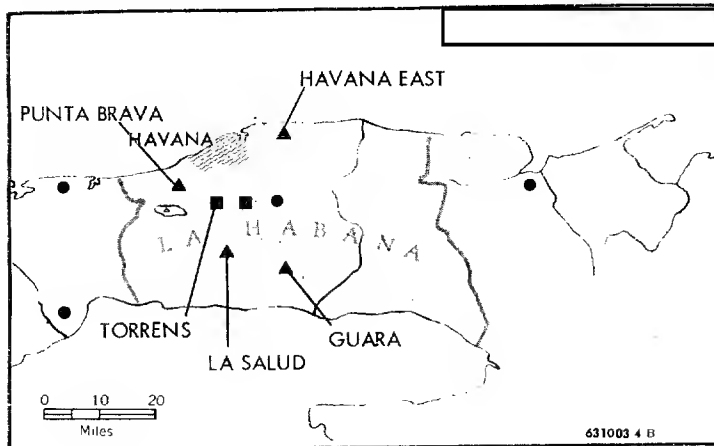 HAVANA EAST
PUNTA BRAVA
HAVANA
LA HABANA
TORRENS
GUARA
LA SALUD
0 10 20
Miles
631003 4 B